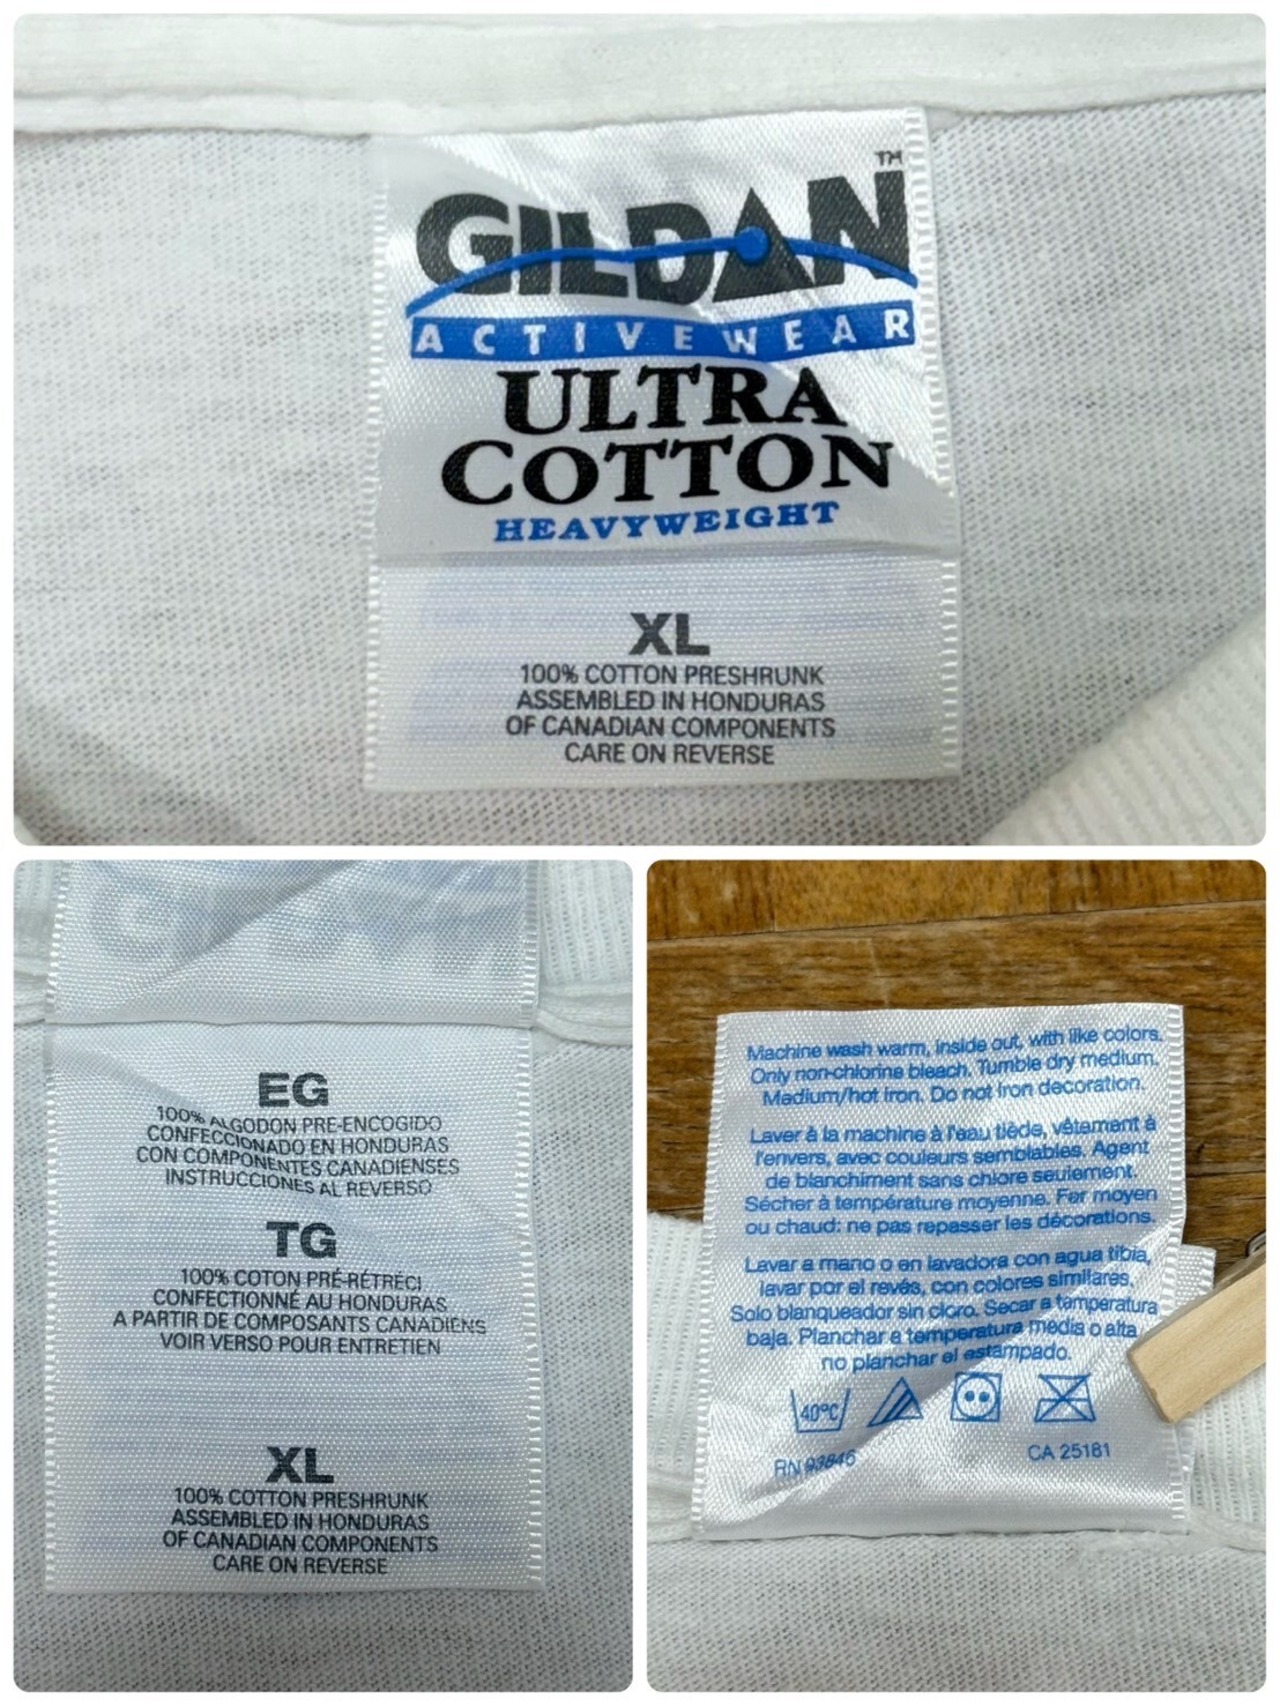 GILDAN™
ACTIVEWEAR
ULTRA
COTTON
HEAVYWEIGHT
XL
100% COTTON PRESHRUNK
ASSEMBLED IN HONDURAS
OF CANADIAN COMPONENTS
CARE ON REVERSE
EG
100% ALGODON PRE-ENCOGIDO
CONFECCIONADO EN HONDURAS
CON COMPONENTES CANADIENSES
INSTRUCCIONES AL REVERSO
TG
100% COTON PRÉ-RÉTRÉCI
CONFECTIONNÉ AU HONDURAS
A PARTIR DE COMPOSANTS CANADIENS
VOIR VERSO POUR ENTRETIEN
XL
100% COTTON PRESHRUNK
ASSEMBLED IN HONDURAS
OF CANADIAN COMPONENTS
CARE ON REVERSE
Machine wash warm, inside out, with like colors.
Only non-chlorine bleach. Tumble dry medium.
Medium/hot iron. Do not iron decoration.
Laver à la machine à l'eau tiède, vêtement à
l'envers, avec couleurs semblables. Agent
de blanchiment sans chlore seulement.
Sécher à température moyenne. Fer moyen
ou chaud: ne pas repasser les décorations.
Lavar a mano o en lavadora con agua tibia,
lavar por el revés, con colores similares,
Solo blanqueador sin cloro. Secar a temperatura
baja. Planchar a temperatura media o alta,
no planchar el estampado.
40°C
RN 93846 CA 25181